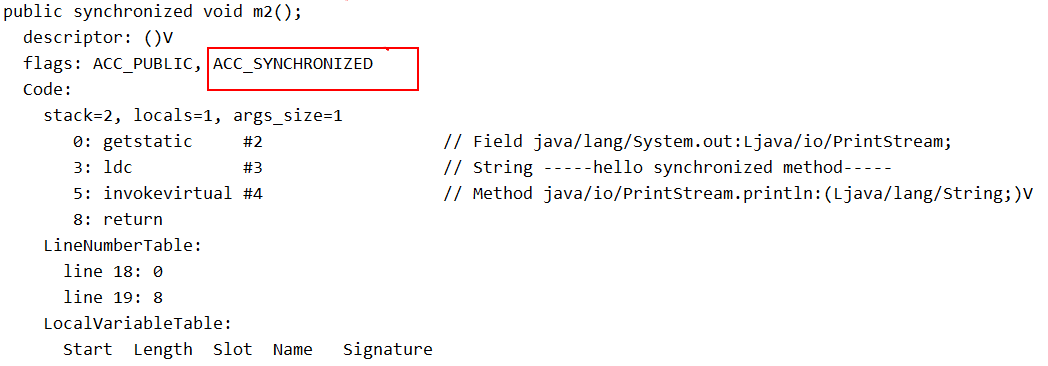 public synchronized void m2();
descriptor: ()V
flags: ACC_PUBLIC, ACC_SYNCHRONIZED
Code:
stack=2, locals=1, args_size=1
0: getstatic #2 // Field java/lang/System.out:Ljava/io/PrintStream;
3: ldc #3 // String -----hello synchronized method-----
5: invokevirtual #4 // Method java/io/PrintStream.println:(Ljava/lang/String;)V
8: return
LineNumberTable:
line 18: 0
line 19: 8
LocalVariableTable:
Start Length Slot Name Signature